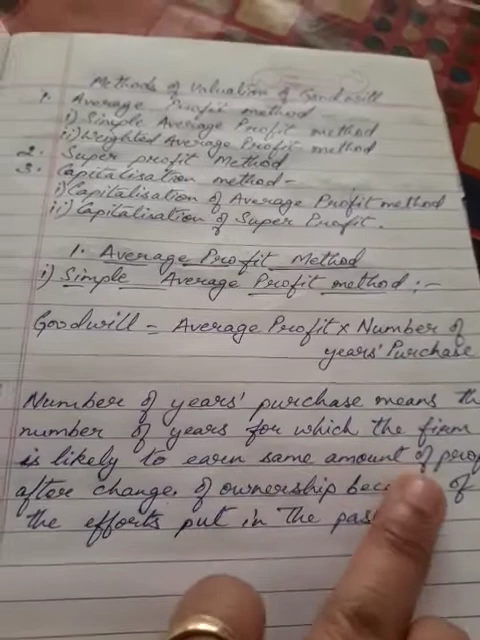 Methods of Valuation of Goodwill
1. Average Profit method
i) Simple Average Profit method
ii) Weighted Average Profit method
2. Super profit Method
3. Capitalisation method-
i) Capitalisation of Average Profit method
ii) Capitalisation of Super Profit.
1. Average Profit Method
i) Simple Average Profit method :-
Goodwill = Average Profit x Number of
years' Purchase
Number of years' purchase means
number of years for which the firm
is likely to earn same amount of
after change. of ownership of
the efforts put in the